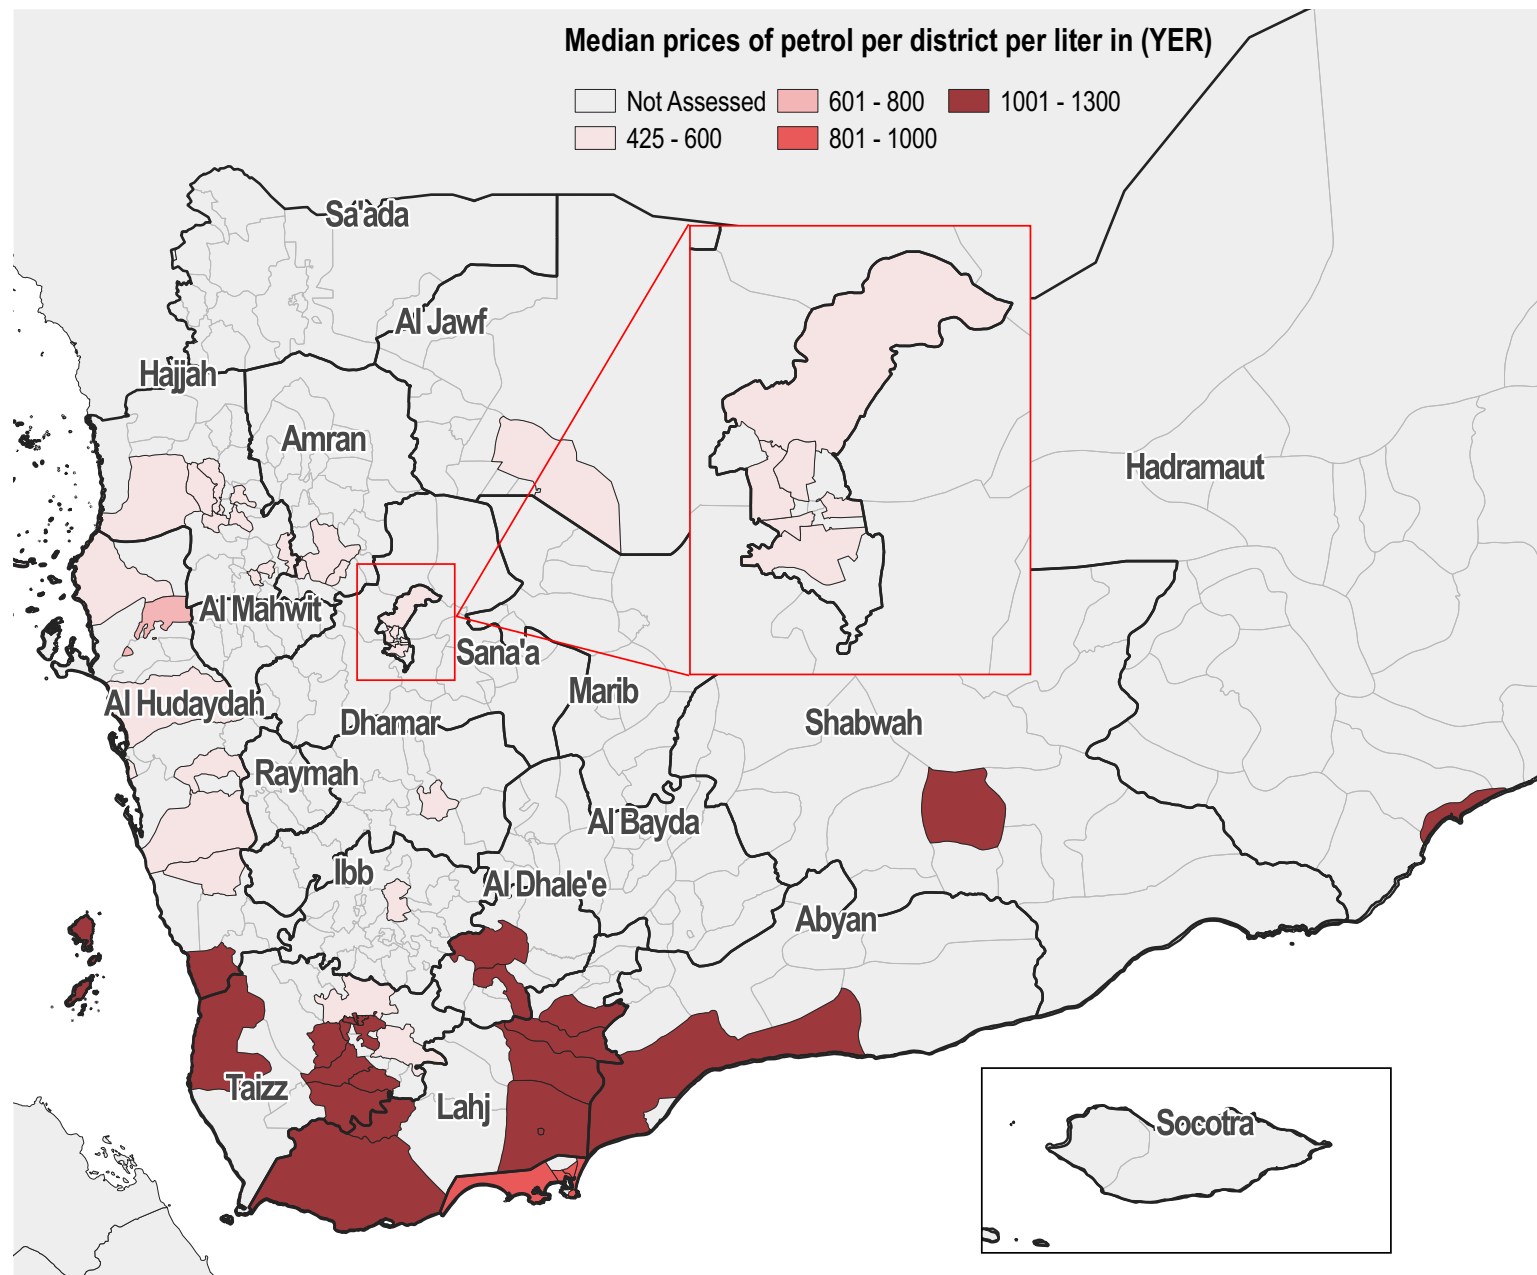 Median prices of petrol per district per liter in (YER)
Not Assessed 601 - 800 1001 - 1300
425 - 600 801 - 1000
Sa'ada
Al Jawf
Hajjah
Amran
Hadramaut
Al Mahwit
Sana'a
Marib
Al Hudaydah
Dhamar
Shabwah
Raymah
Al Bayda
Ibb
Al Dhale'e
Abyan
Taizz
Lahj
Socotra